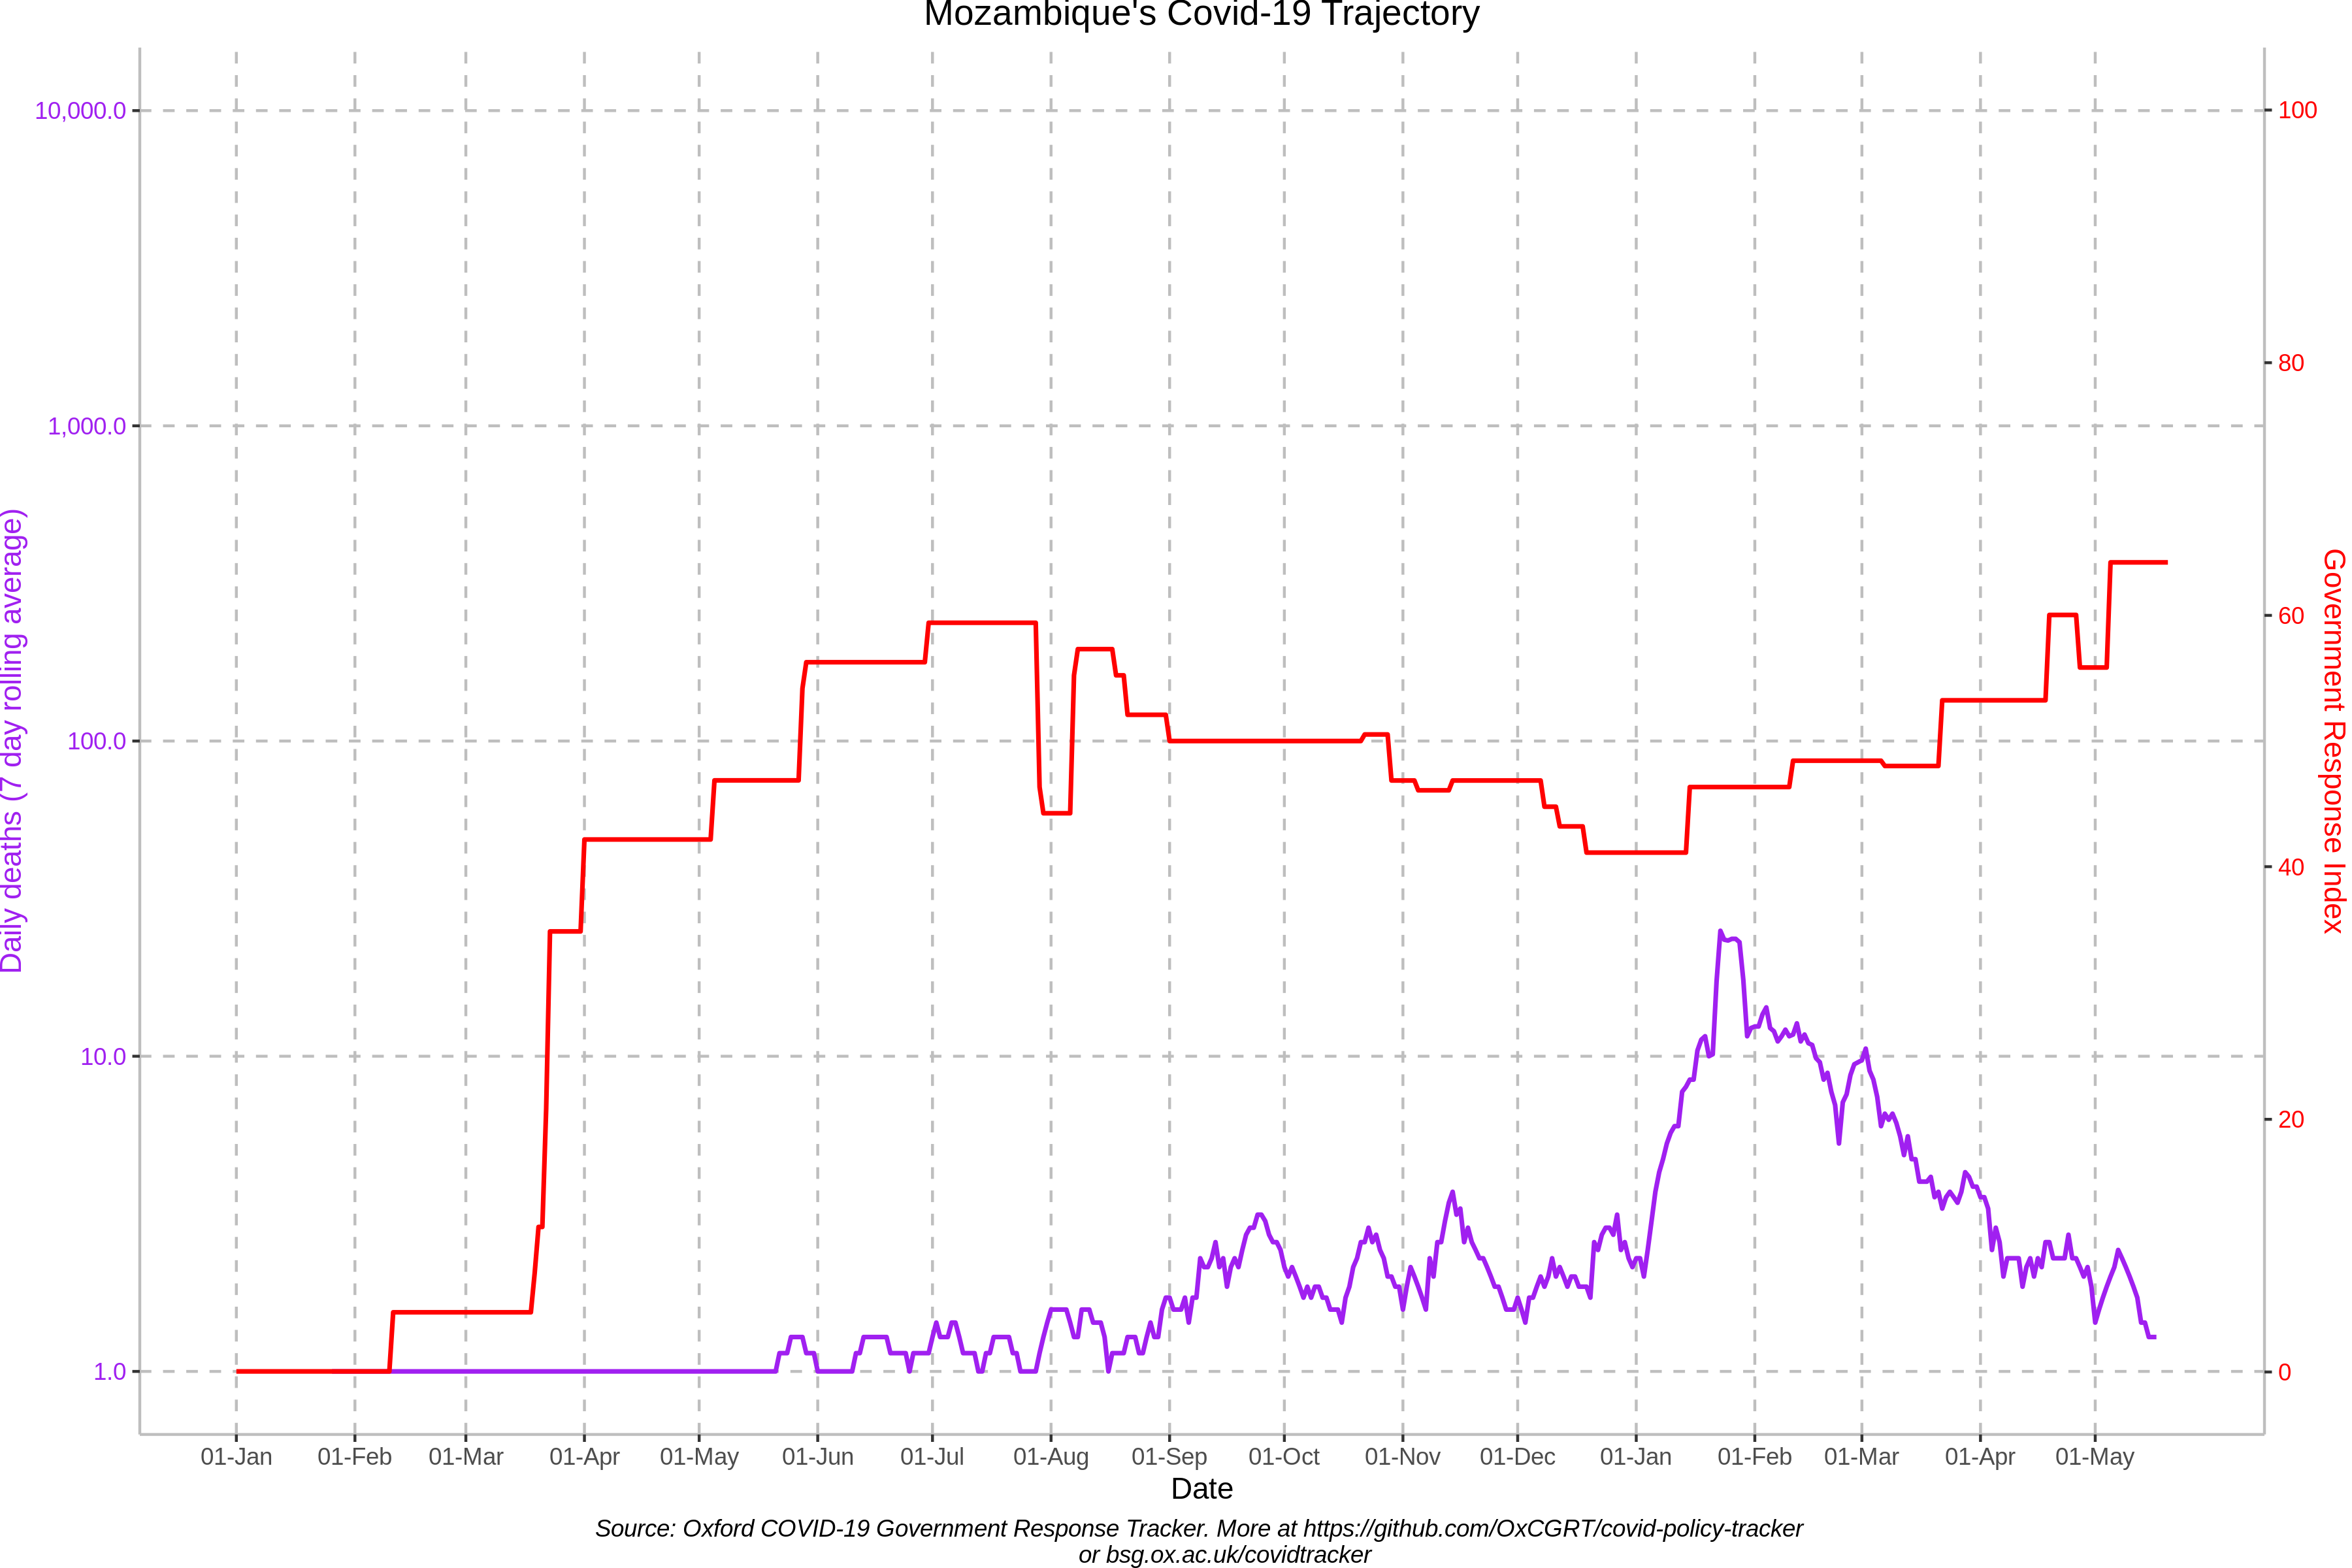 Mozambique's Covid-19 Trajectory
10,000.0
1,000.0
100.0
10.0
1.0
Daily deaths (7 day rolling average)
100
80
60
40
20
0
Government Response Index
01-Jan 01-Feb 01-Mar 01-Apr 01-May 01-Jun 01-Jul 01-Aug 01-Sep 01-Oct 01-Nov 01-Dec 01-Jan 01-Feb 01-Mar 01-Apr 01-May
Date
Source: Oxford COVID-19 Government Response Tracker. More at https://github.com/OxCGRT/covid-policy-tracker
or bsg.ox.ac.uk/covidtracker